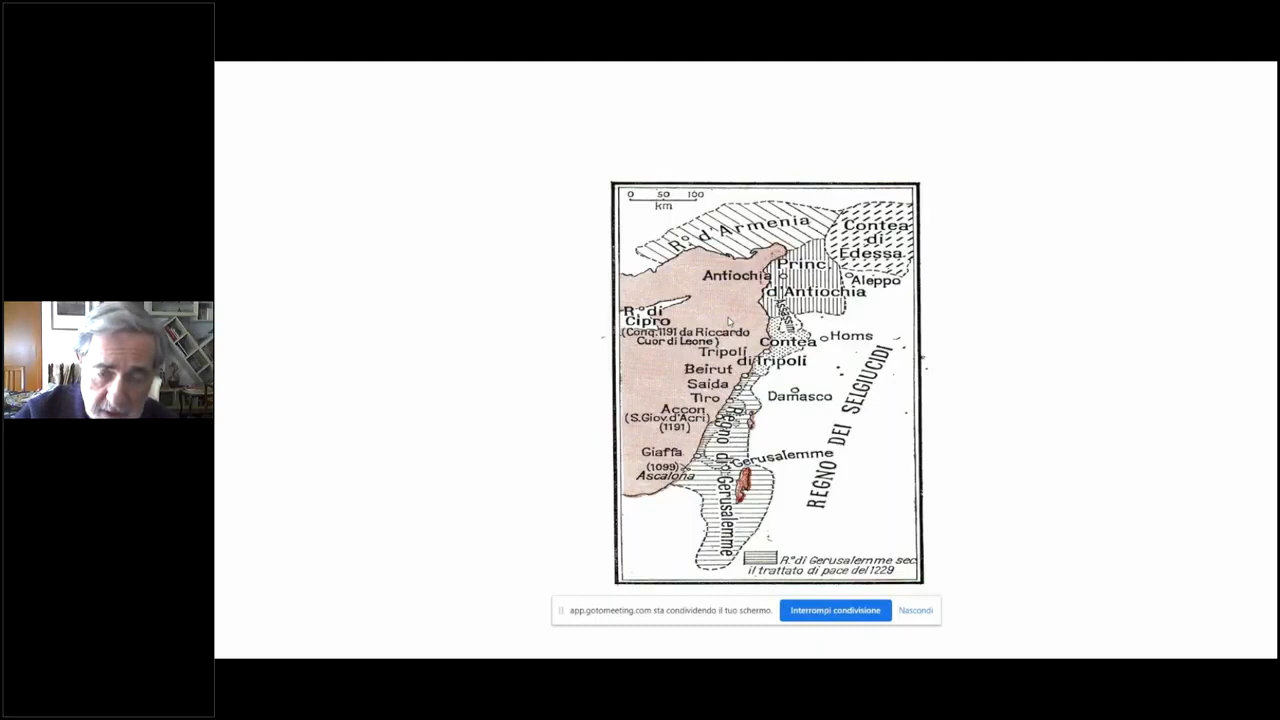 0 50 100
km
R.º d'Armenia
Contea
di
Edessa
Princ.
d'Antiochia
Antiochia
Aleppo
R.º di
Cipro
(Conq.1191 da Riccardo
Cuor di Leone)
Contea
di Tripoli
Homs
Tripoli
Beirut
Saida
Tiro
Damasco
Accon
(S.Giov.d'Acri)
(1191)
REGNO DEI SELGIUCIDI
Regno di Gerusalemme
Giaffa
Gerusalemme
(1099)
Ascalona
R.º di Gerusalemme sec.
il trattato di pace del 1229
app.gotomeeting.com sta condividendo il tuo schermo.
Interrompi condivisione
Nascondi